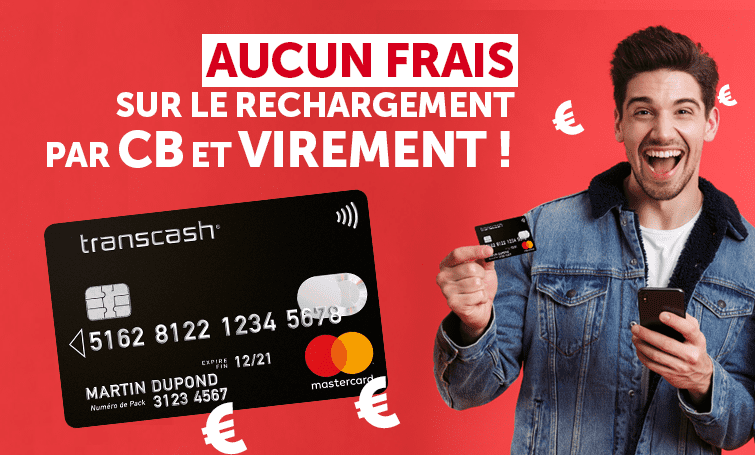 AUCUN FRAIS
SUR LE RECHARGEMENT
PAR CB ET VIREMENT !
transcash®
5162 8122 1234 5678
EXPIRE
FIN 12/21
MARTIN DUPOND
Numéro de Pack 3123 4567
mastercard
€
€
€
€